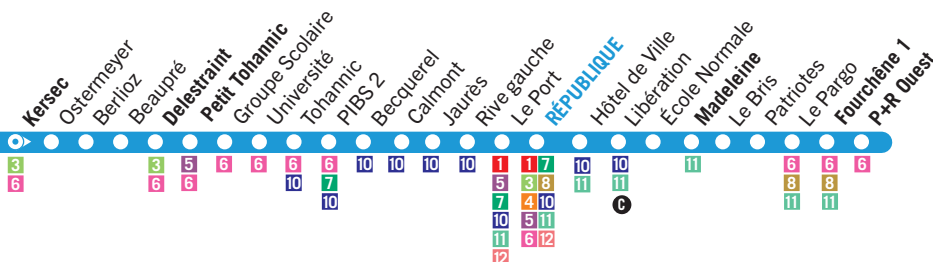 Kersec
Ostermeyer
Berlioz
Beaupré
Delestraint
Petit Tohannic
Groupe Scolaire
Université
Tohannic
PIBS 2
Becquerel
Calmont
Jaurès
Rive gauche
Le Port
RÉPUBLIQUE
Hôtel de Ville
Libération
École Normale
Madeleine
Le Bris
Patriotes
Le Pargo
Fourchêne 1
P+R Ouest
3 3 5 6 6 6 6 10 10 10 10 1 1 7 10 10 11 6 6 6
6 6 6 10 7 5 3 8 11 11 8 8
10 7 4 10 C 11 11
10 5 11
11 6 12
12